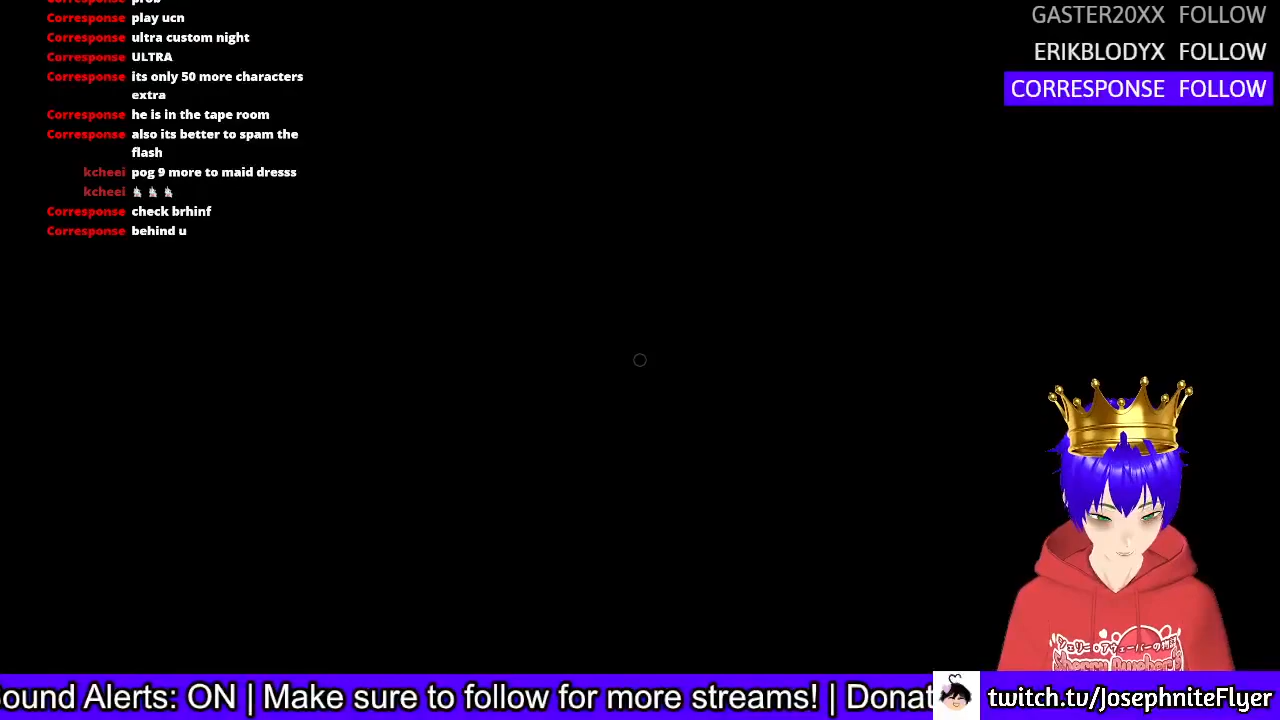 Corresponse prob
Corresponse play ucn
Corresponse ultra custom night
Corresponse ULTRA
Corresponse its only 50 more characters
extra
Corresponse he is in the tape room
Corresponse also its better to spam the
flash
kcheei pog 9 more to maid dresss
kcheei
Corresponse check brhinf
Corresponse behind u
GASTER20XX FOLLOW
ERIKBLODYX FOLLOW
CORRESPONSE FOLLOW
Sound Alerts: ON | Make sure to follow for more streams! | Donat
twitch.tv/JosephniteFlyer